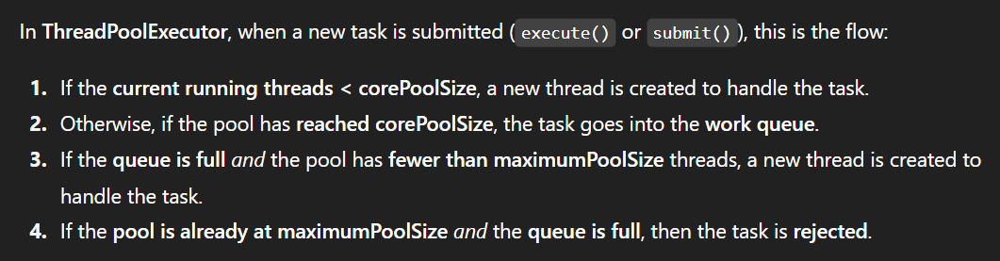 In ThreadPoolExecutor, when a new task is submitted ( execute() or submit() ), this is the flow:
1. If the current running threads < corePoolSize, a new thread is created to handle the task.
2. Otherwise, if the pool has reached corePoolSize, the task goes into the work queue.
3. If the queue is full and the pool has fewer than maximumPoolSize threads, a new thread is created to
handle the task.
4. If the pool is already at maximumPoolSize and the queue is full, then the task is rejected.